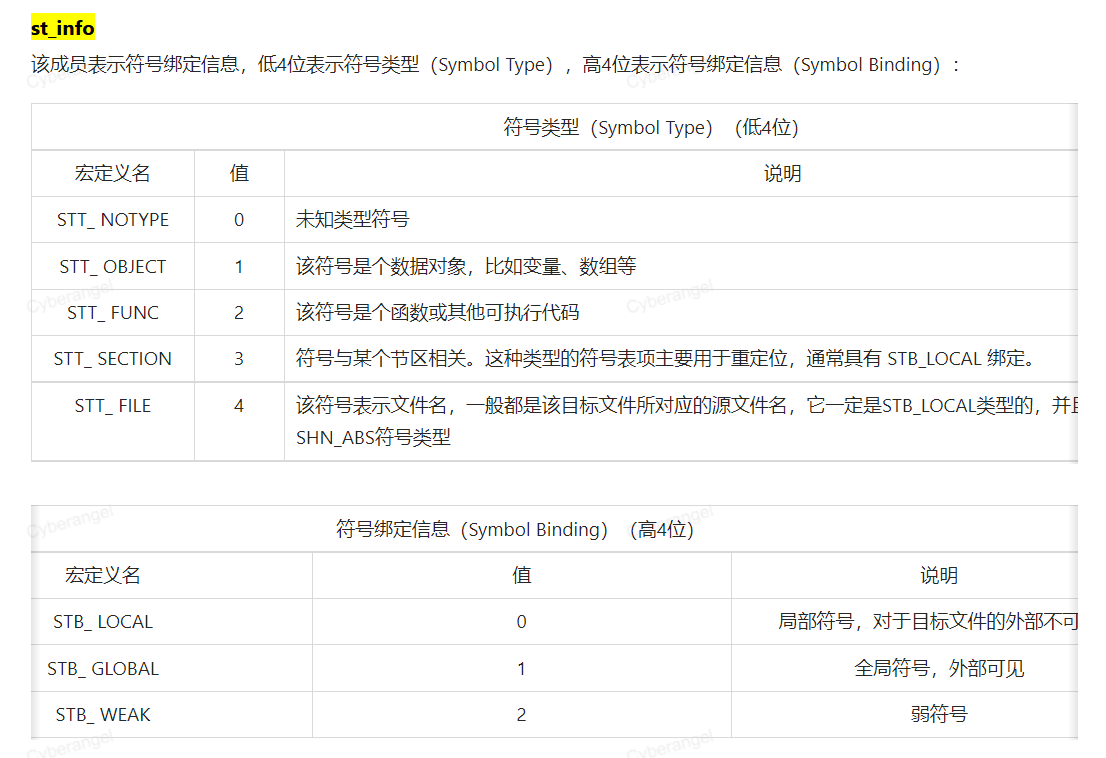 st_info
该成员表示符号绑定信息，低4位表示符号类型（Symbol Type），高4位表示符号绑定信息（Symbol Binding）：
符号类型（Symbol Type）（低4位）
宏定义名 值 说明
STT_ NOTYPE 0 未知类型符号
STT_ OBJECT 1 该符号是个数据对象，比如变量、数组等
STT_ FUNC 2 该符号是个函数或其他可执行代码
STT_ SECTION 3 符号与某个节区相关。这种类型的符号表项主要用于重定位，通常具有 STB_LOCAL 绑定。
STT_ FILE 4 该符号表示文件名，一般都是该目标文件所对应的源文件名，它一定是STB_LOCAL类型的，并
SHN_ABS符号类型
符号绑定信息（Symbol Binding）（高4位）
宏定义名 值 说明
STB_ LOCAL 0 局部符号，对于目标文件的外部不可
STB_ GLOBAL 1 全局符号，外部可见
STB_ WEAK 2 弱符号
Cyberangel
Cyberangel
Cyberangel
Cyberangel
Cyberangel
Cyberangel